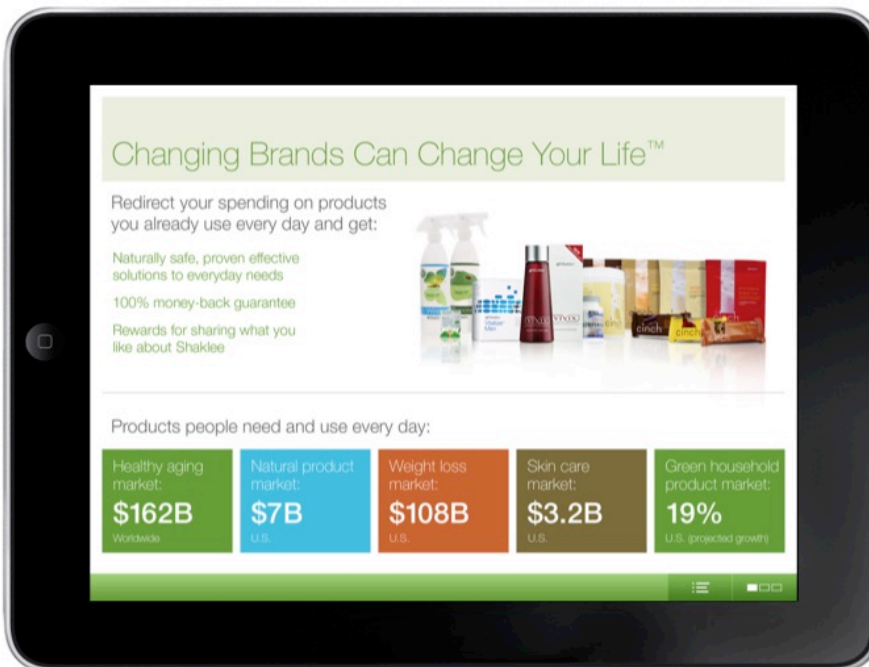 Changing Brands Can Change Your Life™
Redirect your spending on products
you already use every day and get:
Naturally safe, proven effective
solutions to everyday needs
100% money-back guarantee
Rewards for sharing what you
like about Shaklee
cinch
cinch
Products people need and use every day:
Healthy aging
market:
$162B
Worldwide
Natural product
market:
$7B
U.S.
Weight loss
market:
$108B
U.S.
Skin care
market:
$3.2B
U.S.
Green household
product market:
19%
U.S. (projected growth)